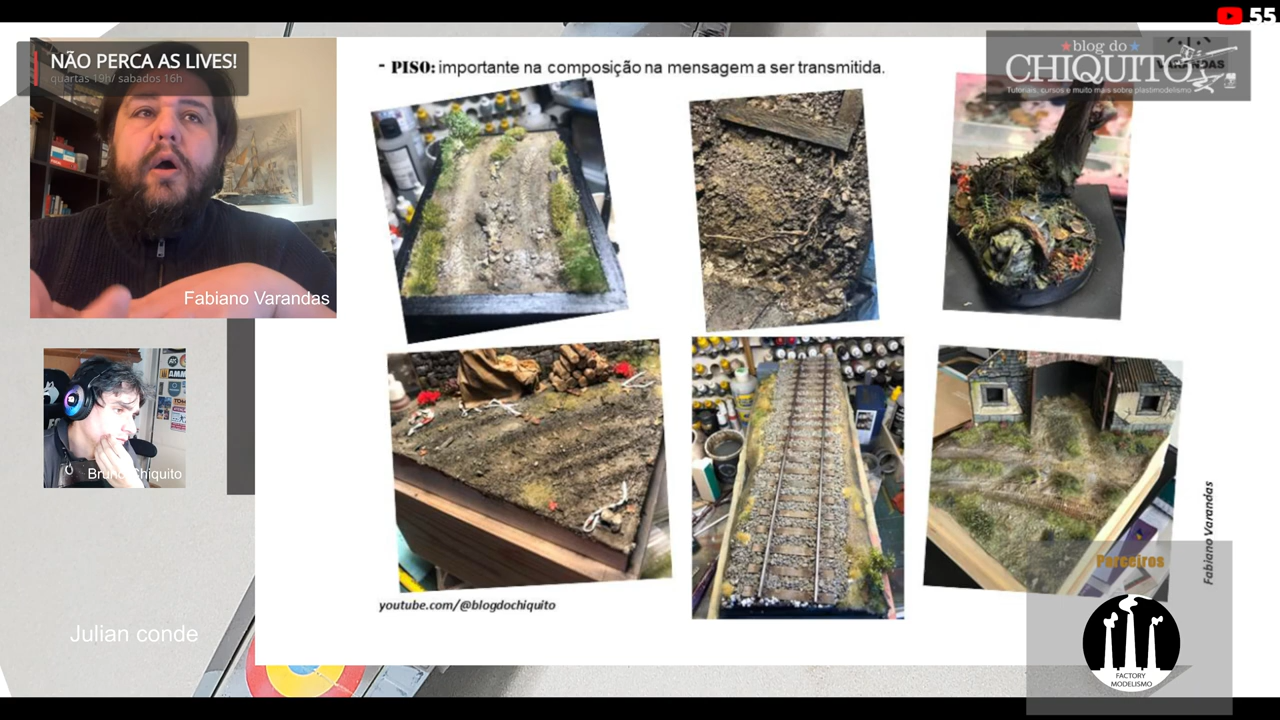 55
NÃO PERCA AS LIVES!
quartas 19h/ sabados 16h
- PISO: importante na composição na mensagem a ser transmitida.
blog do
CHIQUITO
Tutoriais, cursos e muito mais sobre plastimodelismo
VARANDAS
Fabiano Varandas
Bruno Chiquito
Julian conde
youtube.com/@blogdochiquito
Fabiano Varandas
Parceiros
FACTORY
MODELISMO